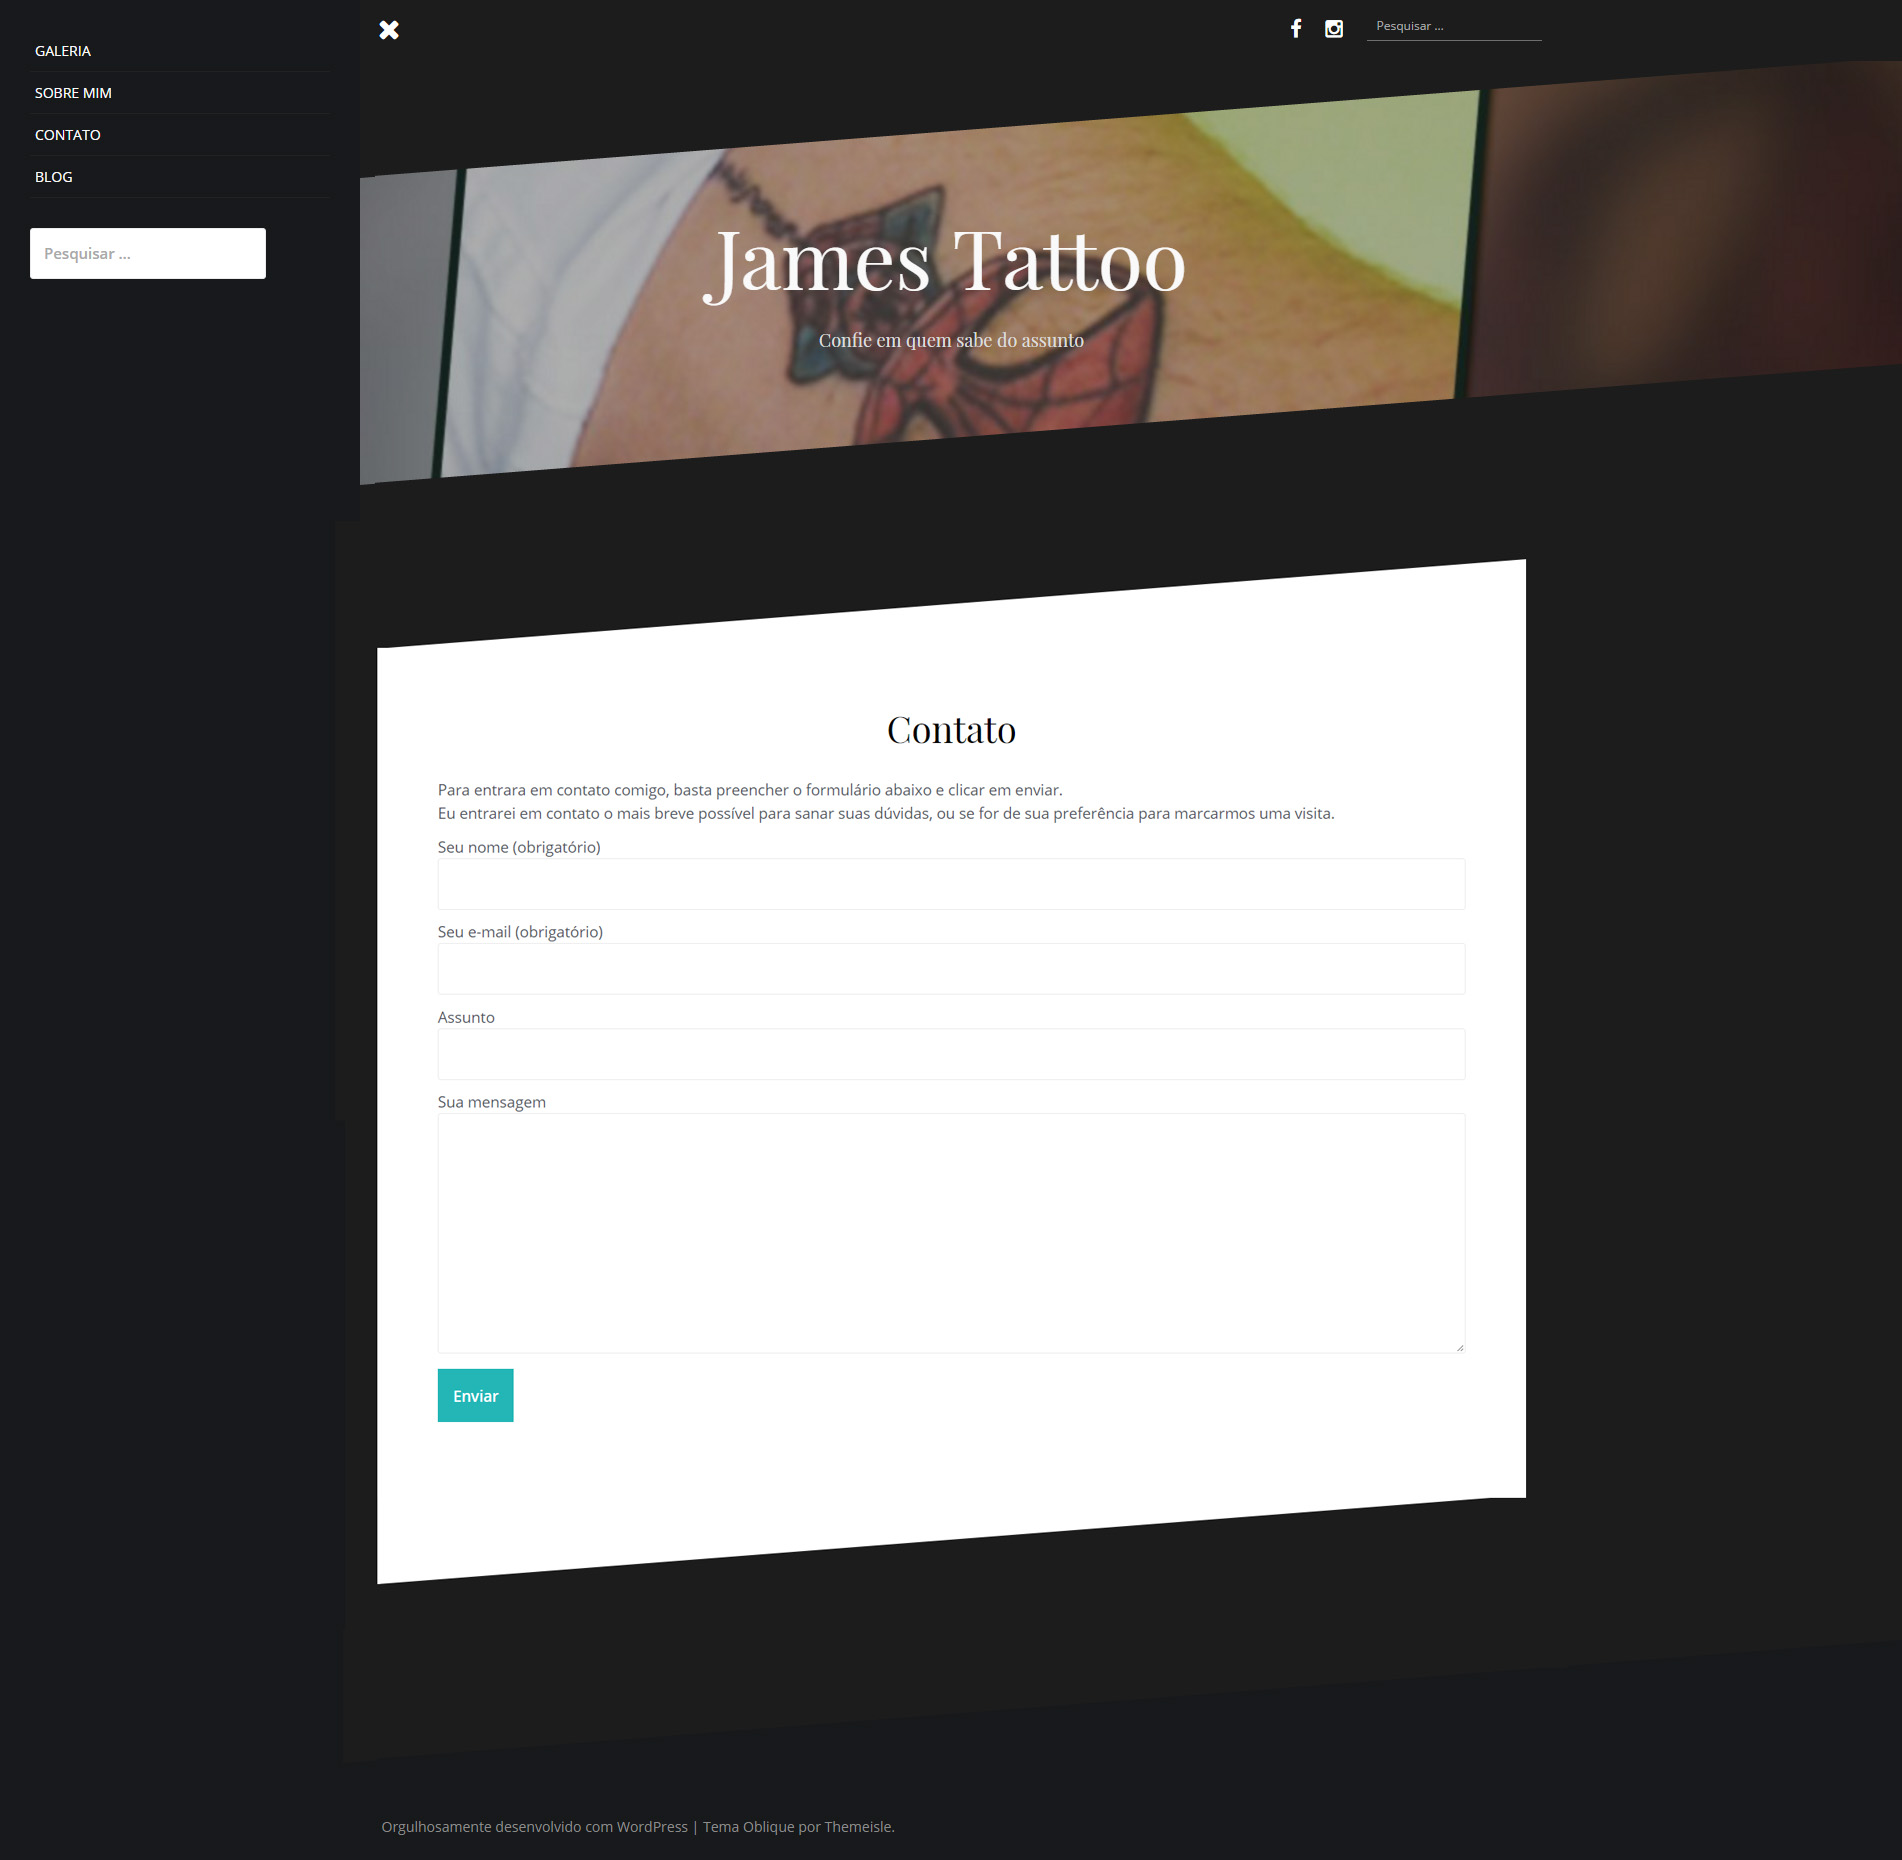 GALERIA
SOBRE MIM
CONTATO
BLOG
Pesquisar ...
Pesquisar ...
James Tattoo
Confie em quem sabe do assunto
Contato
Para entrara em contato comigo, basta preencher o formulário abaixo e clicar em enviar.
Eu entrarei em contato o mais breve possível para sanar suas dúvidas, ou se for de sua preferência para marcarmos uma visita.
Seu nome (obrigatório)
Seu e-mail (obrigatório)
Assunto
Sua mensagem
Enviar
Orgulhosamente desenvolvido com WordPress | Tema Oblique por Themeisle.